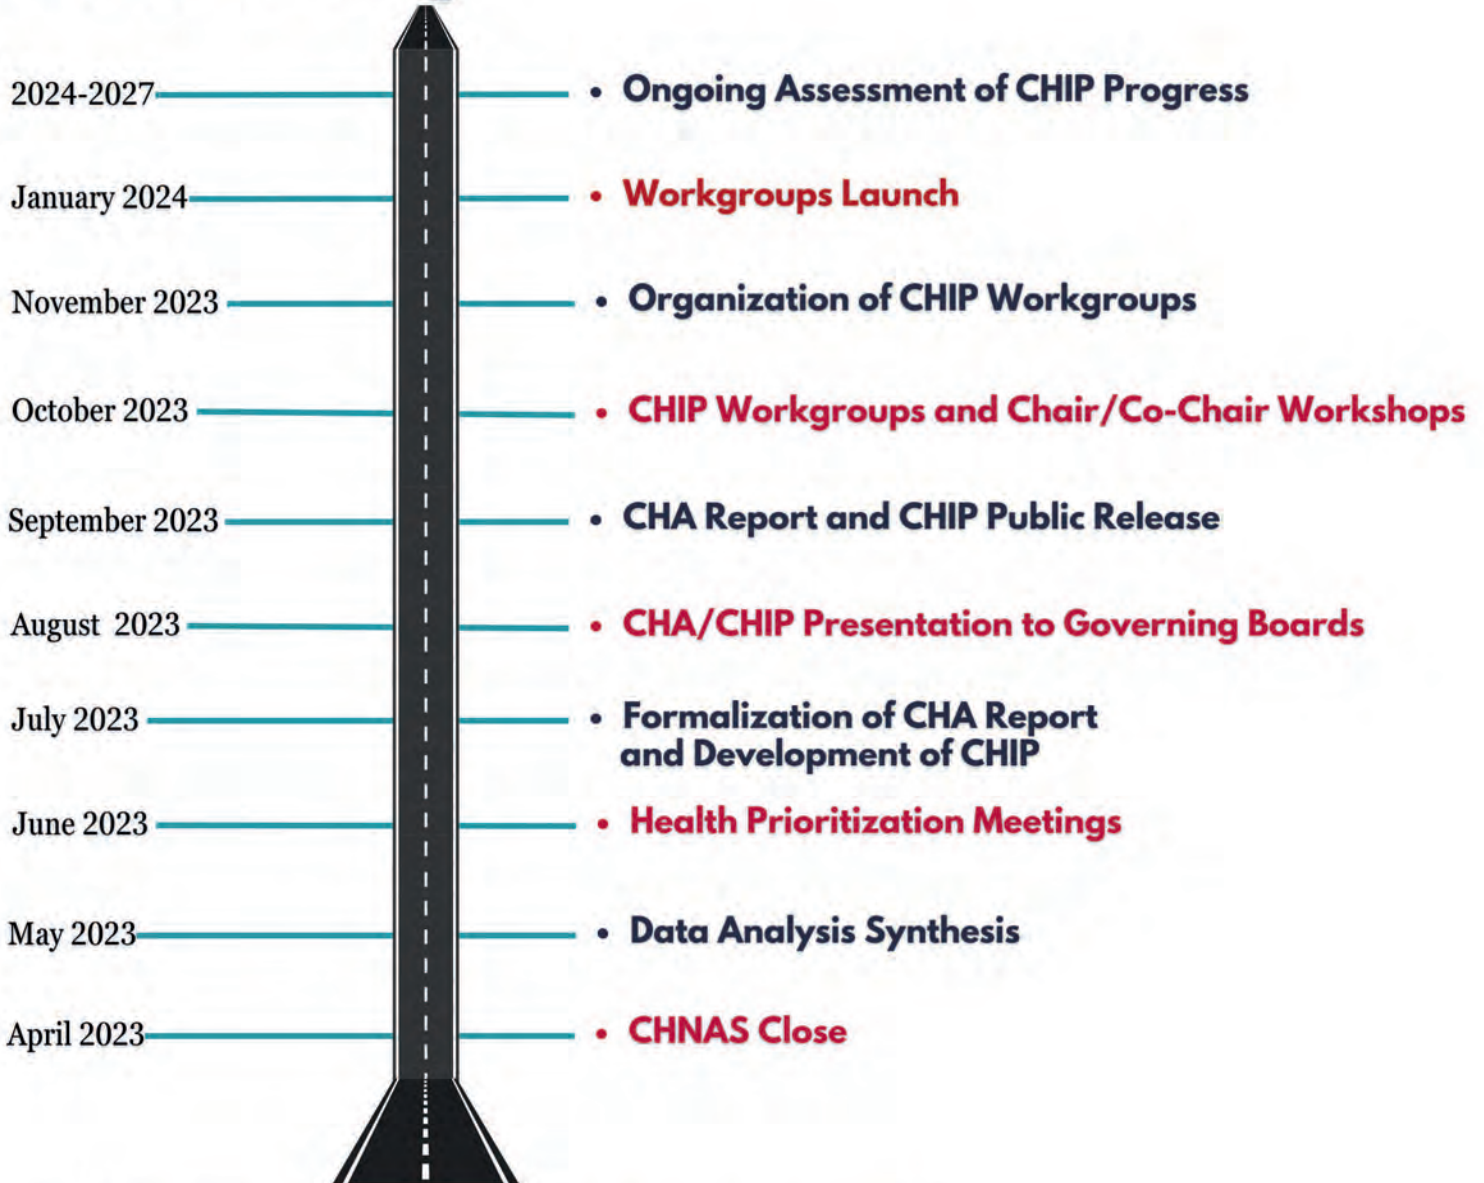 2024-2027 • Ongoing Assessment of CHIP Progress
January 2024 • Workgroups Launch
November 2023 • Organization of CHIP Workgroups
October 2023 • CHIP Workgroups and Chair/Co-Chair Workshops
September 2023 • CHA Report and CHIP Public Release
August 2023 • CHA/CHIP Presentation to Governing Boards
July 2023 • Formalization of CHA Report
and Development of CHIP
June 2023 • Health Prioritization Meetings
May 2023 • Data Analysis Synthesis
April 2023 • CHNAS Close